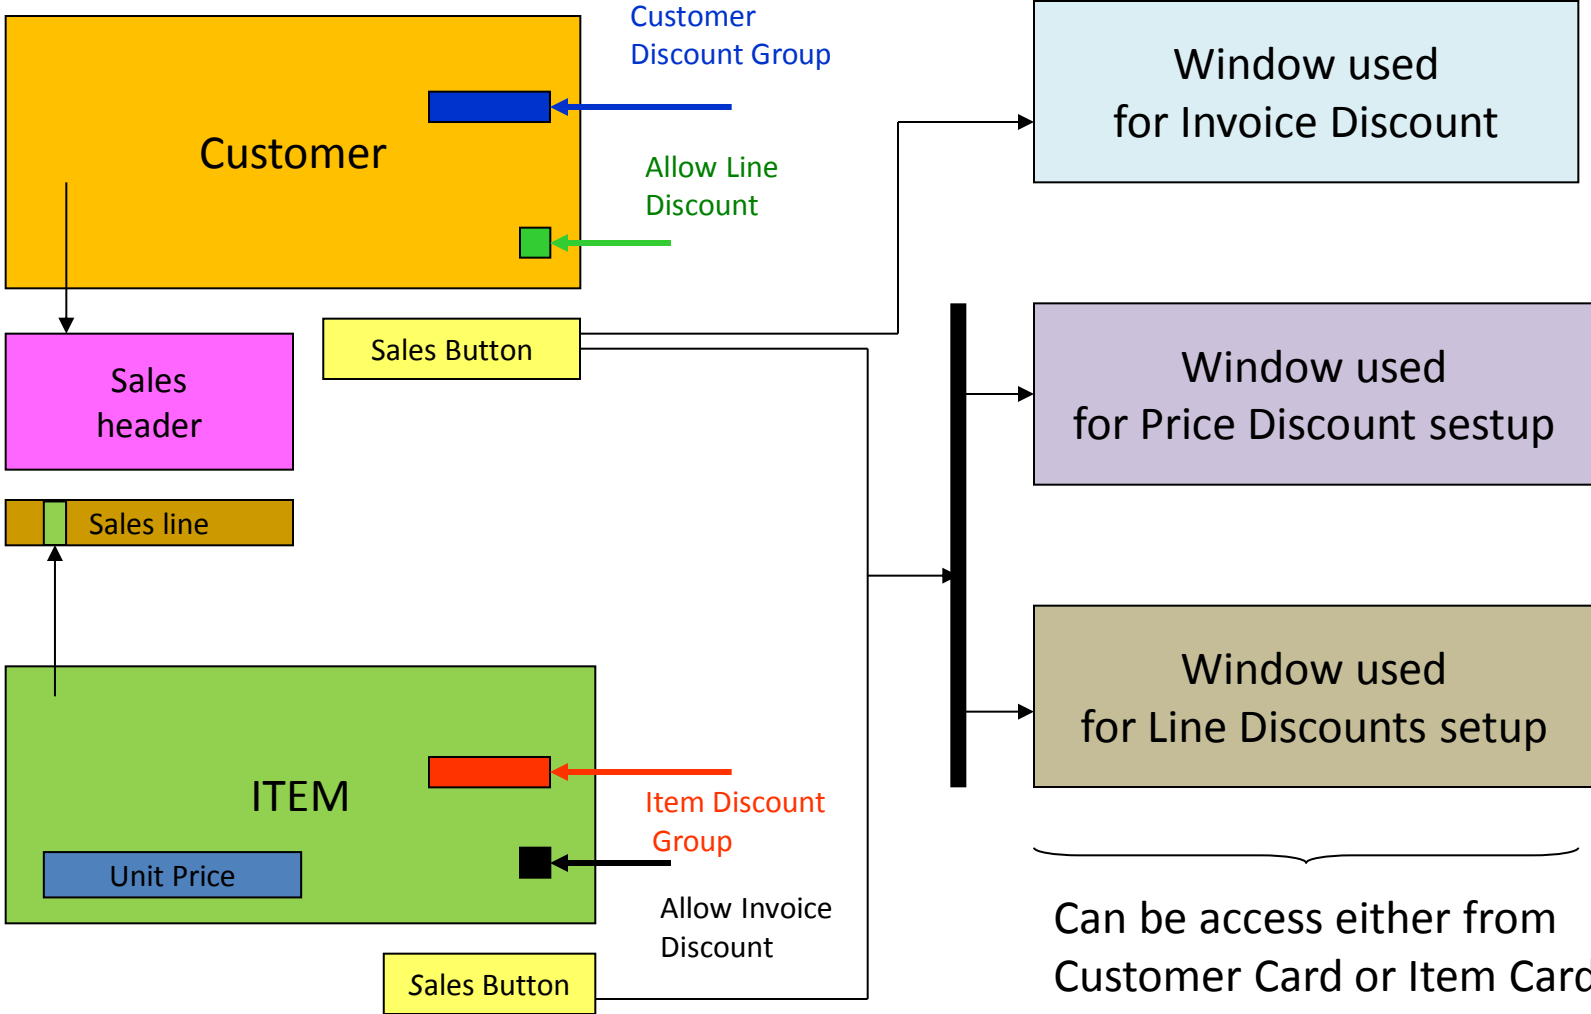 Customer
Discount Group
Customer
Allow Line
Discount
Window used
for Invoice Discount
Sales Button
Sales
header
Window used
for Price Discount sestup
Sales line
Window used
for Line Discounts setup
ITEM
Item Discount
Group
Unit Price
Allow Invoice
Discount
Sales Button
Can be access either from
Customer Card or Item Card